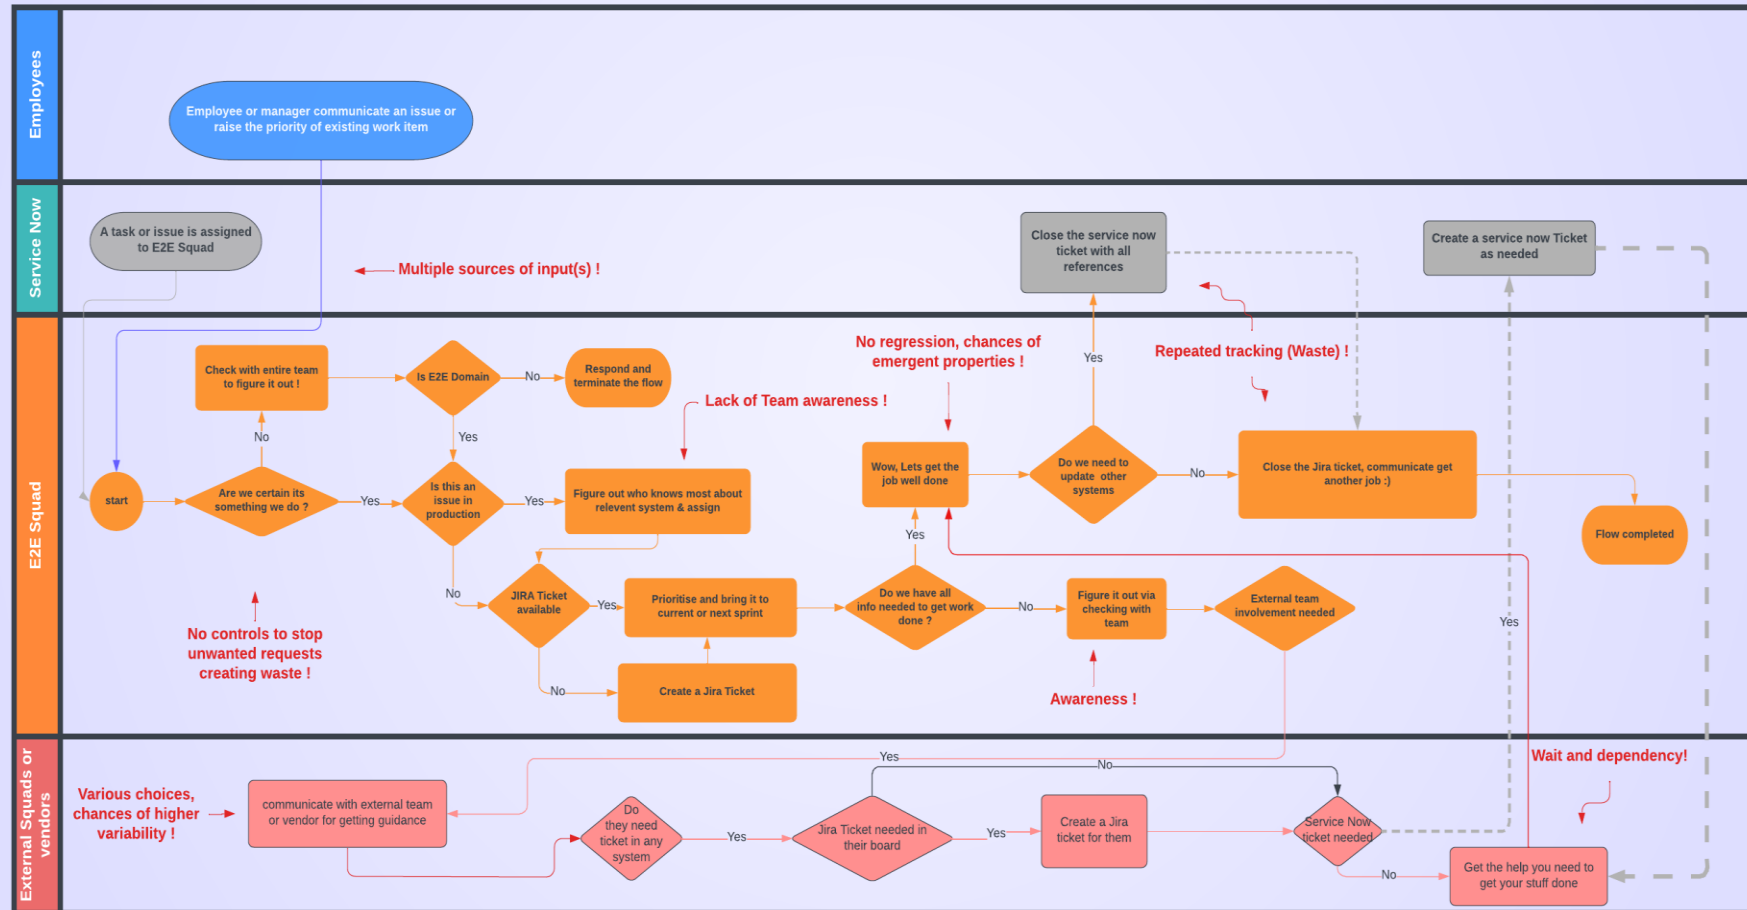 Employees
Employee or manager communicate an issue or
raise the priority of existing work item
Service Now
A task or issue is assigned
to E2E Squad
Multiple sources of input(s) !
Close the service now
ticket with all
references
Create a service now Ticket
as needed
E2E Squad
Check with entire team
to figure it out !
Is E2E Domain
No
Respond and
terminate the flow
No
Yes
Lack of Team awareness !
No regression, chances of
emergent properties !
Yes
Repeated tracking (Waste) !
start
Are we certain its
something we do ?
Yes
Is this an
issue in
production
Yes
Figure out who knows most about
relevent system & assign
Wow, Lets get the
job well done
Do we need to
update other
systems
No
Close the Jira ticket, communicate get
another job :)
Flow completed
Yes
No
JIRA Ticket
available
Yes
Prioritise and bring it to
current or next sprint
Do we have all
info needed to get work
done ?
No
Figure it out via
checking with
team
External team
involvement needed
Yes
No controls to stop
unwanted requests
creating waste !
No
Create a Jira Ticket
Awareness !
External Squads or
vendors
Yes
No
Wait and dependency!
Various choices,
chances of higher
variability !
communicate with external team
or vendor for getting guidance
Do
they need
ticket in any
system
Yes
Jira Ticket needed in
their board
Yes
Create a Jira
ticket for them
Service Now
ticket needed
No
Get the help you need to
get your stuff done